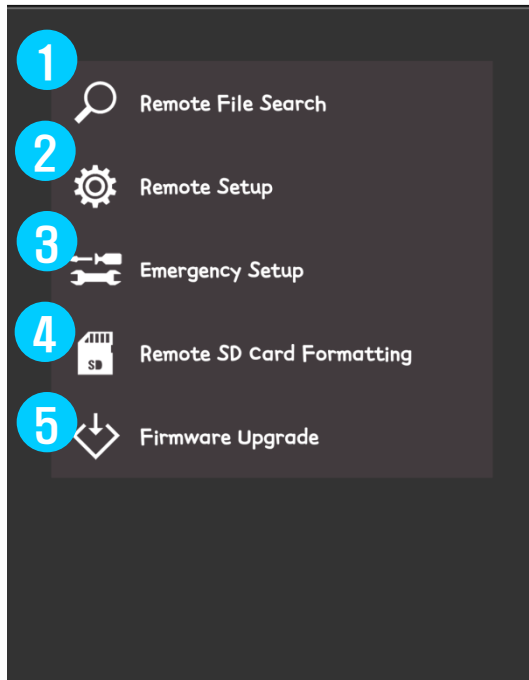 1
Remote File Search
2
Remote Setup
3
Emergency Setup
4
SD
Remote SD Card Formatting
5
Firmware Upgrade